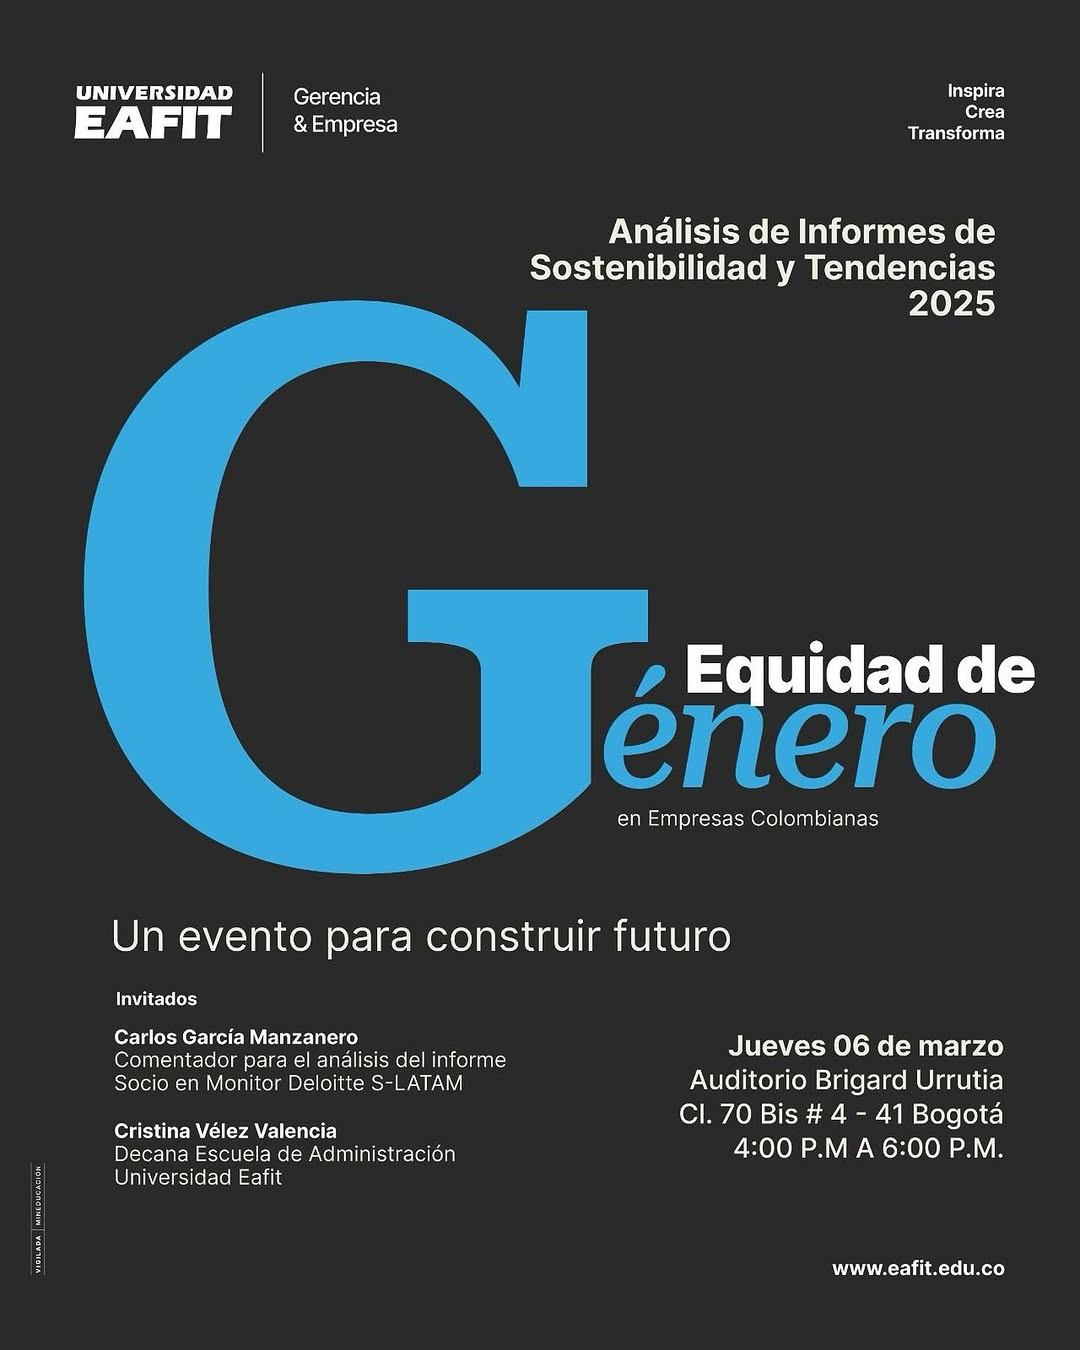 UNIVERSIDAD
EAFIT
Gerencia
& Empresa
Inspira
Crea
Transforma
Análisis de Informes de
Sostenibilidad y Tendencias
2025
Equidad de
Género
en Empresas Colombianas
Un evento para construir futuro
Invitados
Carlos García Manzanero
Comentador para el análisis del informe
Socio en Monitor Deloitte S-LATAM
Cristina Vélez Valencia
Decana Escuela de Administración
Universidad Eafit
Jueves 06 de marzo
Auditorio Brigard Urrutia
Cl. 70 Bis # 4 - 41 Bogotá
4:00 P.M A 6:00 P.M.
VIGILADA MINEDUCACIÓN
www.eafit.edu.co